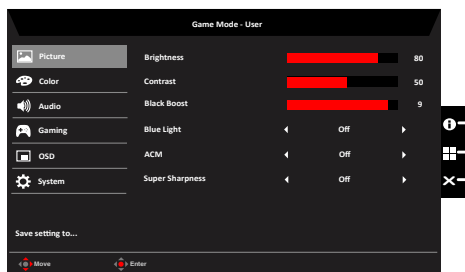 Game Mode - User
Picture
Brightness 80
Color
Contrast 50
Audio
Black Boost 9
Gaming
Blue Light Off
OSD
ACM Off
System
Super Sharpness Off
Save setting to...
Move Enter